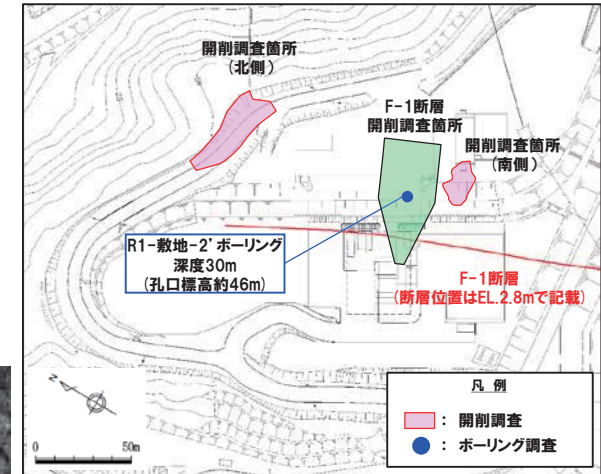 開削調査箇所
(北側)
F-1断層
開削調査箇所
開削調査箇所
(南側)
R1-敷地-2'ボーリング
深度30m
(孔口標高約46m)
F-1断層
(断層位置はEL.2.8mで記載)
N
0 50m
凡 例
: 開削調査
: ボーリング調査